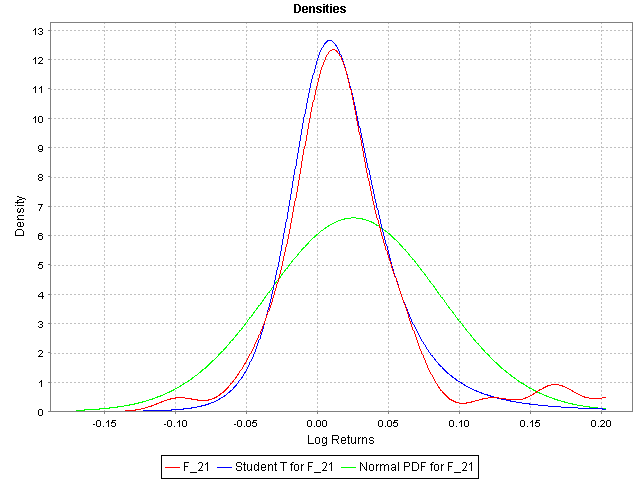 Densities
13
12
11
10
9
8
7
6
5
4
3
2
1
0
Density
-0.15 -0.10 -0.05 0.00 0.05 0.10 0.15 0.20
Log Returns
F_21 Student T for F_21 Normal PDF for F_21